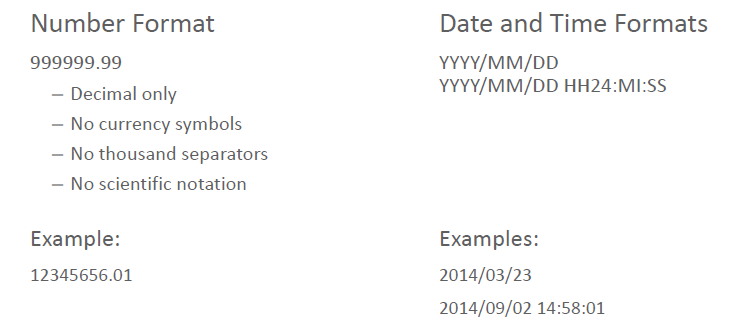 Number Format
999999.99
– Decimal only
– No currency symbols
– No thousand separators
– No scientific notation
Example:
12345656.01
Date and Time Formats
YYYY/MM/DD
YYYY/MM/DD HH24:MI:SS
Examples:
2014/03/23
2014/09/02 14:58:01